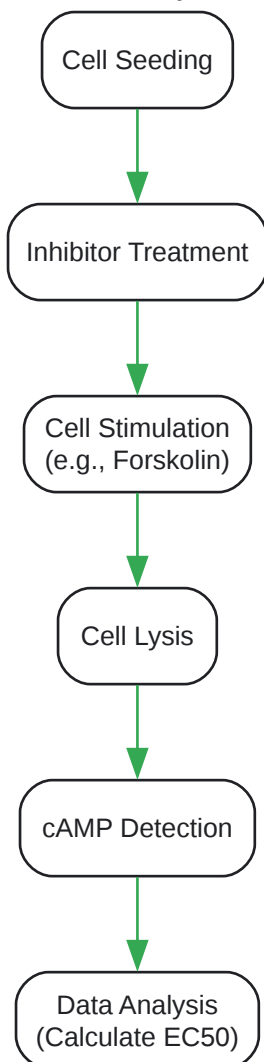 Cell Seeding
Inhibitor Treatment
Cell Stimulation
(e.g., Forskolin)
Cell Lysis
cAMP Detection
Data Analysis
(Calculate EC50)